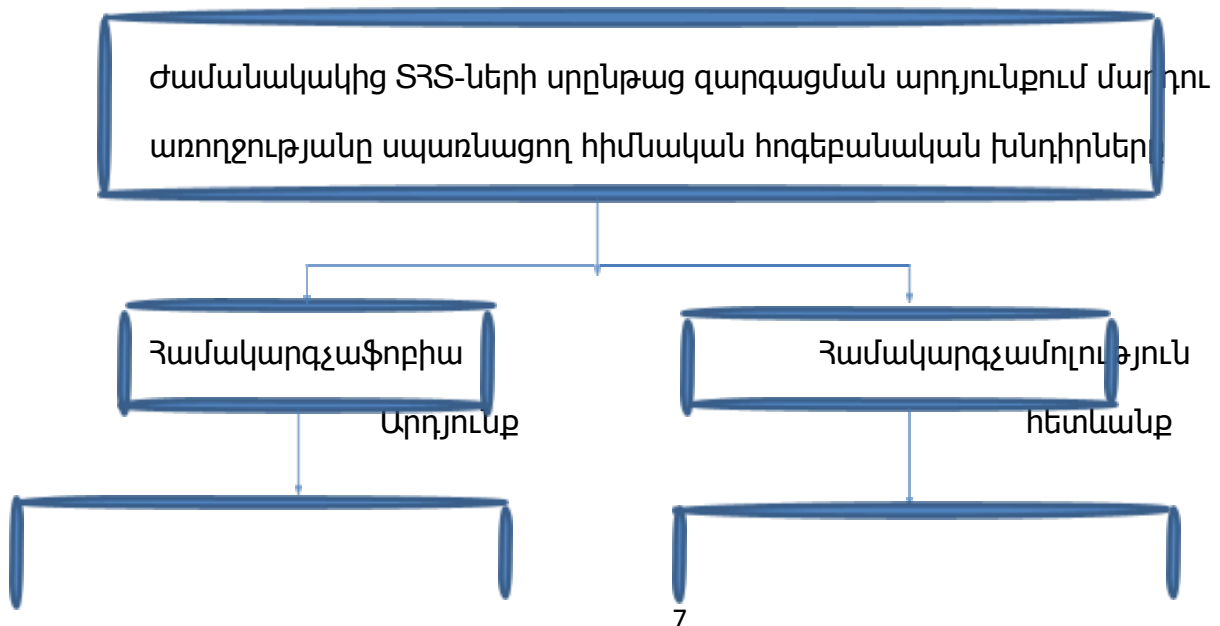 Ժամանակակից ՏՀՏ-ների սրընթաց զարգացման արդյունքում մարդու
առողջությանը սպառնացող հիմնական հոգեբանական խնդիրները
Համակարգչաֆոբիա
Համակարգչամոլություն
Արդյունք
հետևանք
7